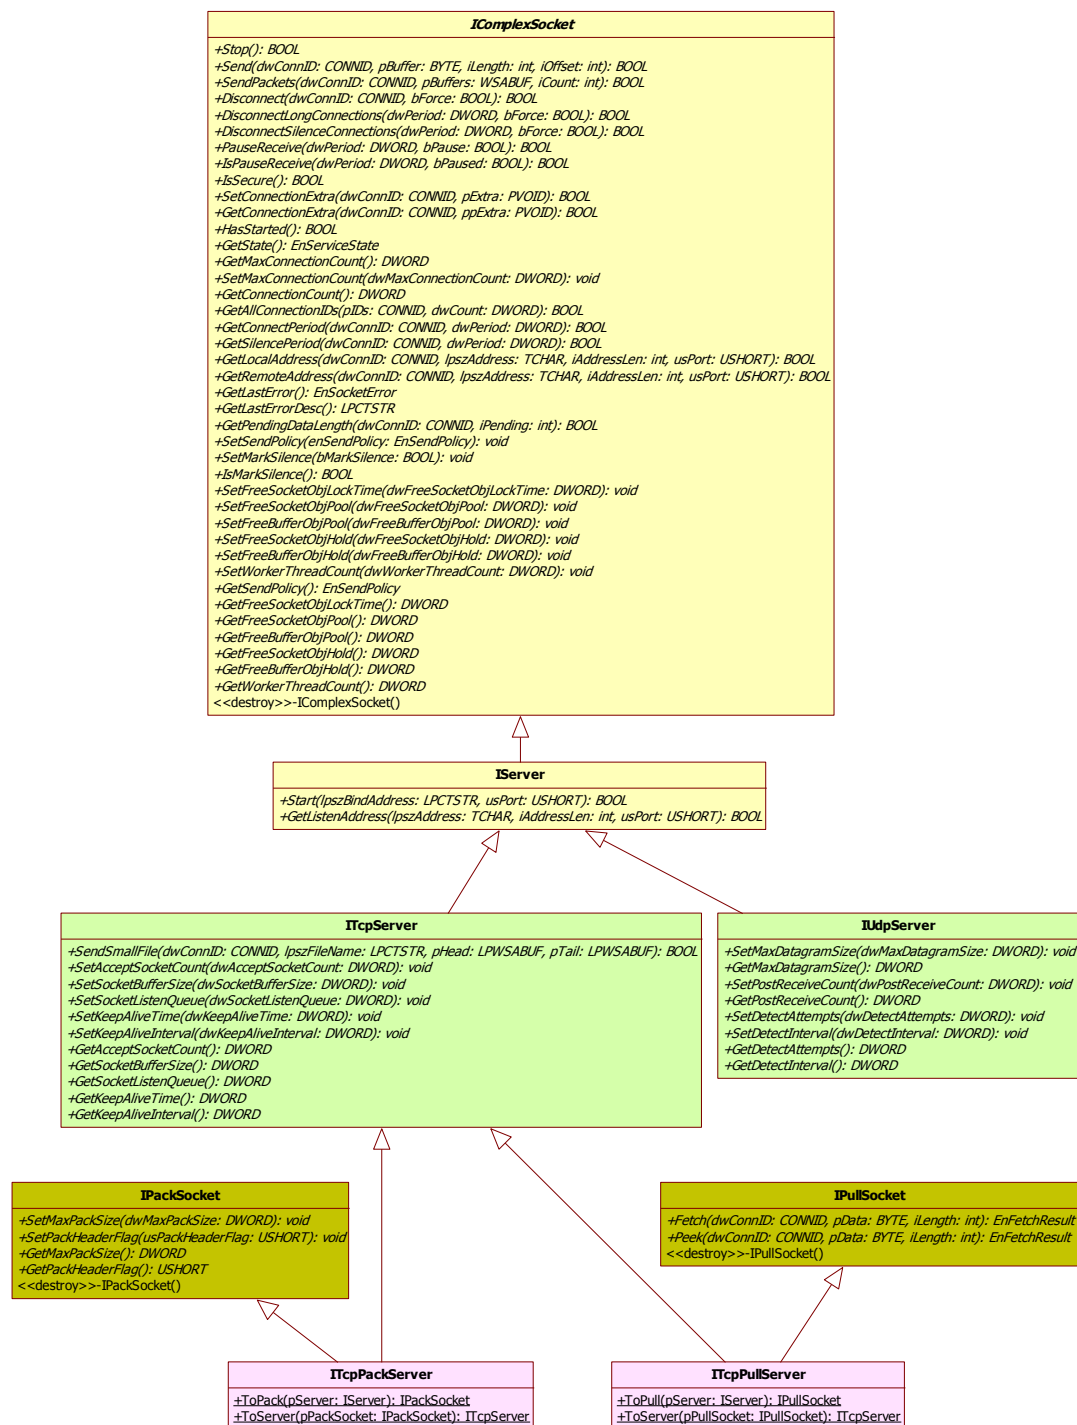 IComplexSocket
+Stop(): BOOL
+Send(dwConnID: CONNID, pBuffer: BYTE, iLength: int, iOffset: int): BOOL
+SendPackets(dwConnID: CONNID, pBuffers: WSABUF, iCount: int): BOOL
+Disconnect(dwConnID: CONNID, bForce: BOOL): BOOL
+DisconnectLongConnections(dwPeriod: DWORD, bForce: BOOL): BOOL
+DisconnectSilenceConnections(dwPeriod: DWORD, bForce: BOOL): BOOL
+PauseReceive(dwPeriod: DWORD, bPause: BOOL): BOOL
+IsPauseReceive(dwPeriod: DWORD, bPaused: BOOL): BOOL
+IsSecure(): BOOL
+SetConnectionExtra(dwConnID: CONNID, pExtra: PVOID): BOOL
+GetConnectionExtra(dwConnID: CONNID, ppExtra: PVOID): BOOL
+HasStarted(): BOOL
+GetState(): EnServiceState
+GetMaxConnectionCount(): DWORD
+SetMaxConnectionCount(dwMaxConnectionCount: DWORD): void
+GetConnectionCount(): DWORD
+GetAllConnectionIDs(pIDs: CONNID, dwCount: DWORD): BOOL
+GetConnectPeriod(dwConnID: CONNID, dwPeriod: DWORD): BOOL
+GetSilencePeriod(dwConnID: CONNID, dwPeriod: DWORD): BOOL
+GetLocalAddress(dwConnID: CONNID, lpszAddress: TCHAR, iAddressLen: int, usPort: USHORT): BOOL
+GetRemoteAddress(dwConnID: CONNID, lpszAddress: TCHAR, iAddressLen: int, usPort: USHORT): BOOL
+GetLastError(): EnSocketError
+GetLastErrorDesc(): LPCTSTR
+GetPendingDataLength(dwConnID: CONNID, iPending: int): BOOL
+SetSendPolicy(enSendPolicy: EnSendPolicy): void
+SetMarkSilence(bMarkSilence: BOOL): void
+IsMarkSilence(): BOOL
+SetFreeSocketObjLockTime(dwFreeSocketObjLockTime: DWORD): void
+SetFreeSocketObjPool(dwFreeSocketObjPool: DWORD): void
+SetFreeBufferObjPool(dwFreeBufferObjPool: DWORD): void
+SetFreeSocketObjHold(dwFreeSocketObjHold: DWORD): void
+SetFreeBufferObjHold(dwFreeBufferObjHold: DWORD): void
+SetWorkerThreadCount(dwWorkerThreadCount: DWORD): void
+GetSendPolicy(): EnSendPolicy
+GetFreeSocketObjLockTime(): DWORD
+GetFreeSocketObjPool(): DWORD
+GetFreeBufferObjPool(): DWORD
+GetFreeSocketObjHold(): DWORD
+GetFreeBufferObjHold(): DWORD
+GetWorkerThreadCount(): DWORD
<<destroy>>-IComplexSocket()
IServer
+Start(lpszBindAddress: LPCTSTR, usPort: USHORT): BOOL
+GetListenAddress(lpszAddress: TCHAR, iAddressLen: int, usPort: USHORT): BOOL
ITcpServer
+SendSmallFile(dwConnID: CONNID, lpszFileName: LPCTSTR, pHead: LPWSABUF, pTail: LPWSABUF): BOOL
+SetAcceptSocketCount(dwAcceptSocketCount: DWORD): void
+SetSocketBufferSize(dwSocketBufferSize: DWORD): void
+SetSocketListenQueue(dwSocketListenQueue: DWORD): void
+SetKeepAliveTime(dwKeepAliveTime: DWORD): void
+SetKeepAliveInterval(dwKeepAliveInterval: DWORD): void
+GetAcceptSocketCount(): DWORD
+GetSocketBufferSize(): DWORD
+GetSocketListenQueue(): DWORD
+GetKeepAliveTime(): DWORD
+GetKeepAliveInterval(): DWORD
IUdpServer
+SetMaxDatagramSize(dwMaxDatagramSize: DWORD): void
+GetMaxDatagramSize(): DWORD
+SetPostReceiveCount(dwPostReceiveCount: DWORD): void
+GetPostReceiveCount(): DWORD
+SetDetectAttempts(dwDetectAttempts: DWORD): void
+SetDetectInterval(dwDetectInterval: DWORD): void
+GetDetectAttempts(): DWORD
+GetDetectInterval(): DWORD
IPackSocket
+SetMaxPackSize(dwMaxPackSize: DWORD): void
+SetPackHeaderFlag(usPackHeaderFlag: USHORT): void
+GetMaxPackSize(): DWORD
+GetPackHeaderFlag(): USHORT
<<destroy>>-IPackSocket()
IPullSocket
+Fetch(dwConnID: CONNID, pData: BYTE, iLength: int): EnFetchResult
+Peek(dwConnID: CONNID, pData: BYTE, iLength: int): EnFetchResult
<<destroy>>-IPullSocket()
ITcpPackServer
+ToPack(pServer: IServer): IPackSocket
+ToServer(pPackSocket: IPackSocket): ITcpServer
ITcpPullServer
+ToPull(pServer: IServer): IPullSocket
+ToServer(pPullSocket: IPullSocket): ITcpServer